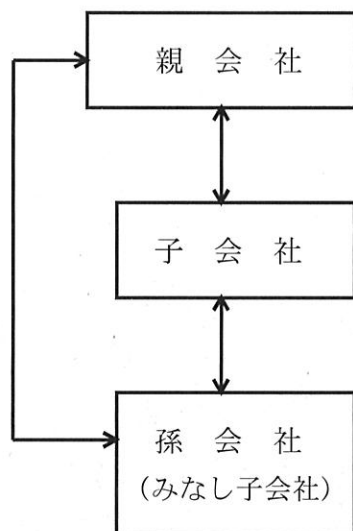 親 会 社
子 会 社
孫 会 社
(みなし子会社)